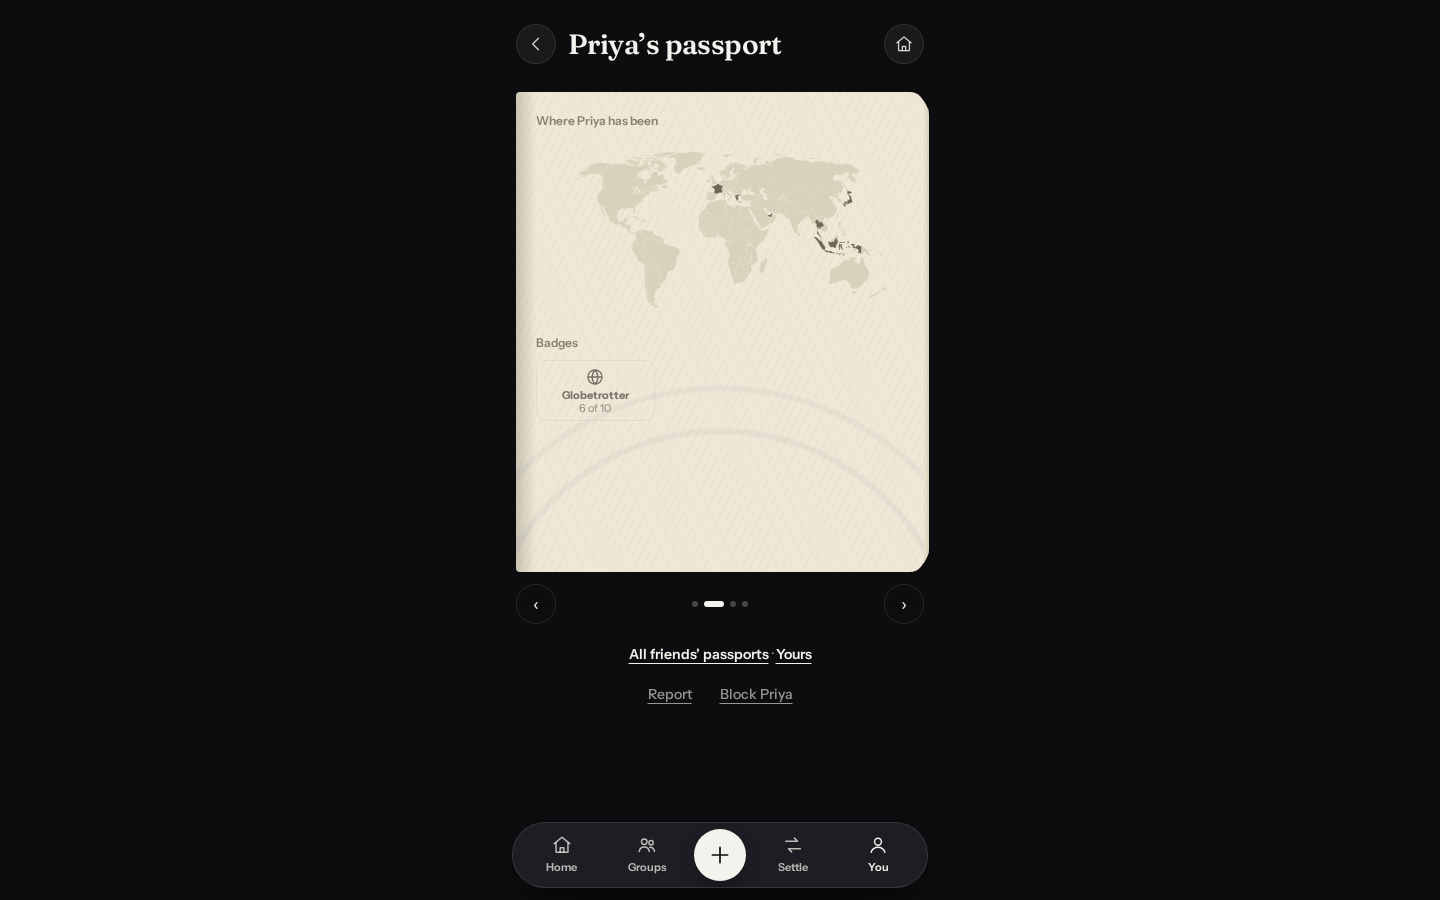 Priya’s passport
Where Priya has been
Badges
Globetrotter
6 of 10
‹
›
All friends’ passports · Yours
Report
Block Priya
Home
Groups
Settle
You